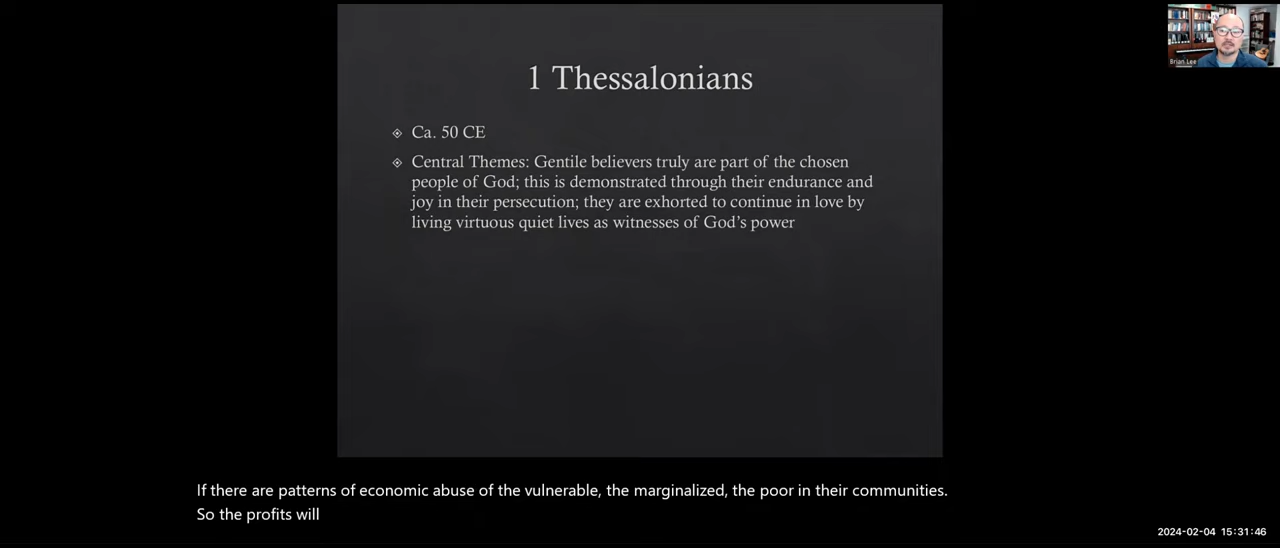 1 Thessalonians
Ca. 50 CE
Central Themes: Gentile believers truly are part of the chosen
people of God; this is demonstrated through their endurance and
joy in their persecution; they are exhorted to continue in love by
living virtuous quiet lives as witnesses of God's power
Brian Lee
If there are patterns of economic abuse of the vulnerable, the marginalized, the poor in their communities.
So the profits will
2024-02-04 15:31:46